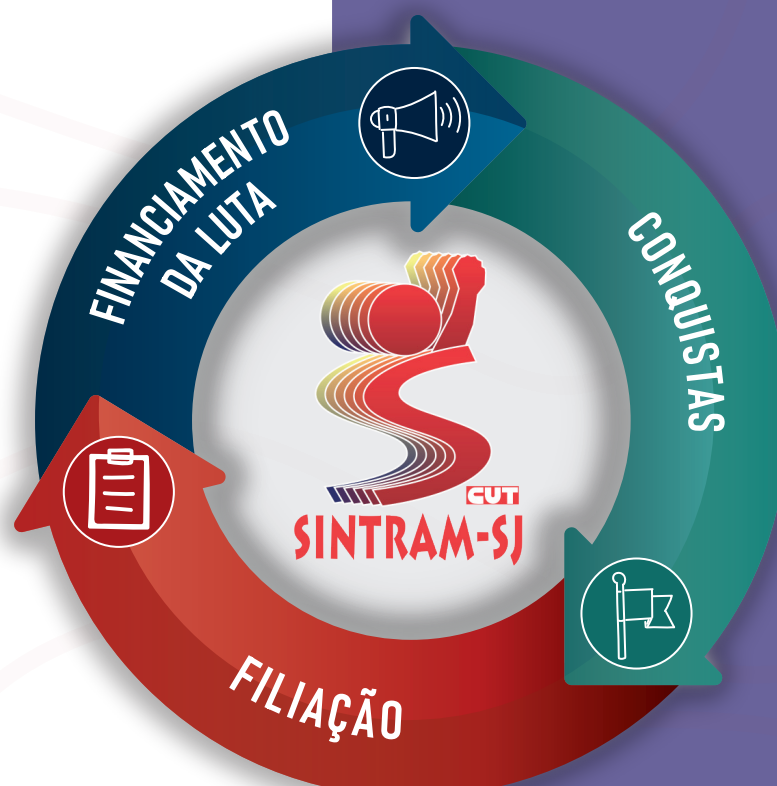 FINANCIAMENTO
DA LUTA
CONQUISTAS
CUT
SINTRAM-SJ
FILIAÇÃO